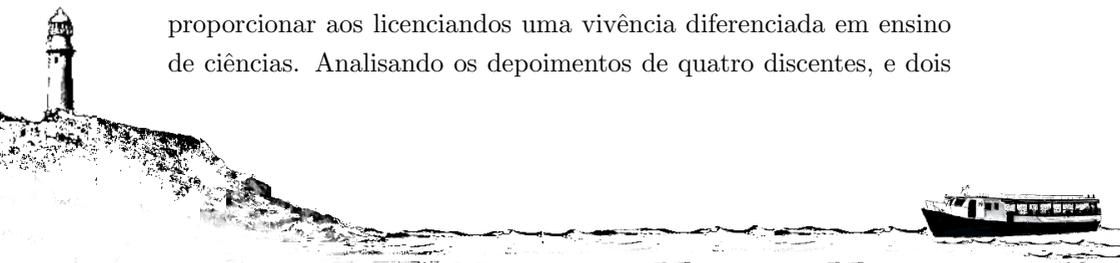 proporcionar aos licenciandos uma vivência diferenciada em ensino
de ciências. Analisando os depoimentos de quatro discentes, e dois